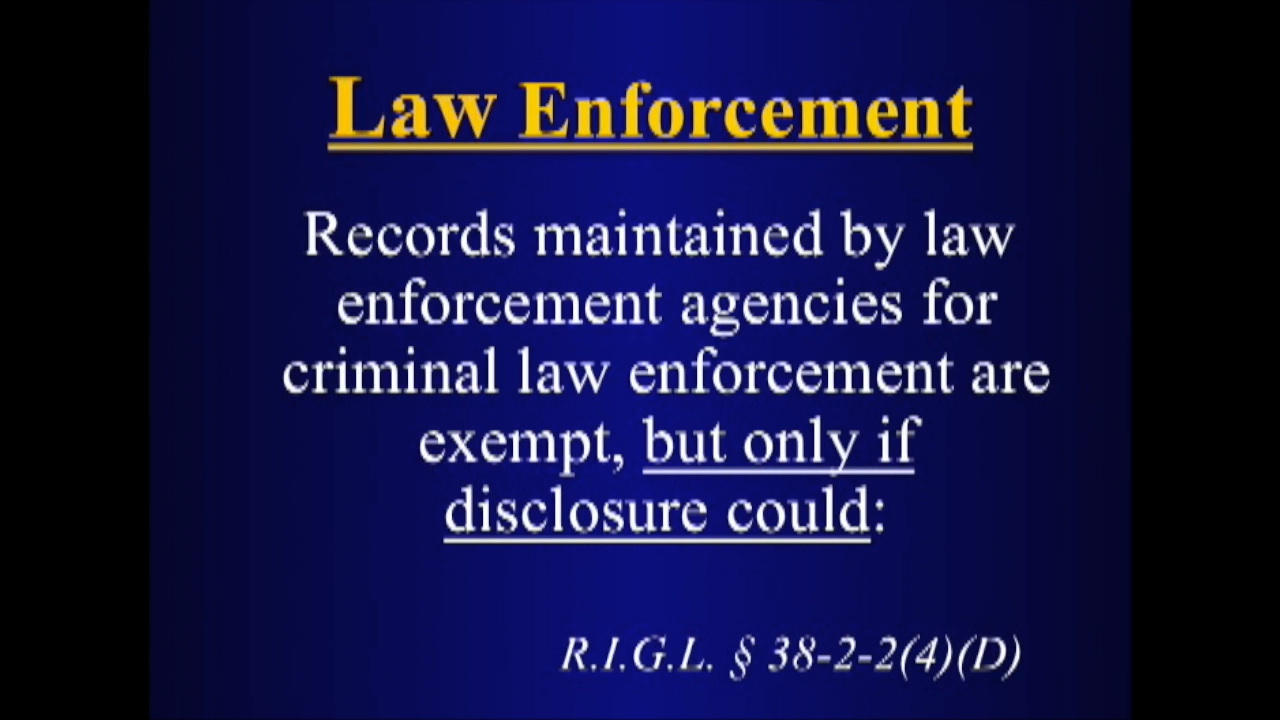 Law Enforcement
Records maintained by law
enforcement agencies for
criminal law enforcement are
exempt, but only if
disclosure could:
R.I.G.L. § 38-2-2(4)(D)